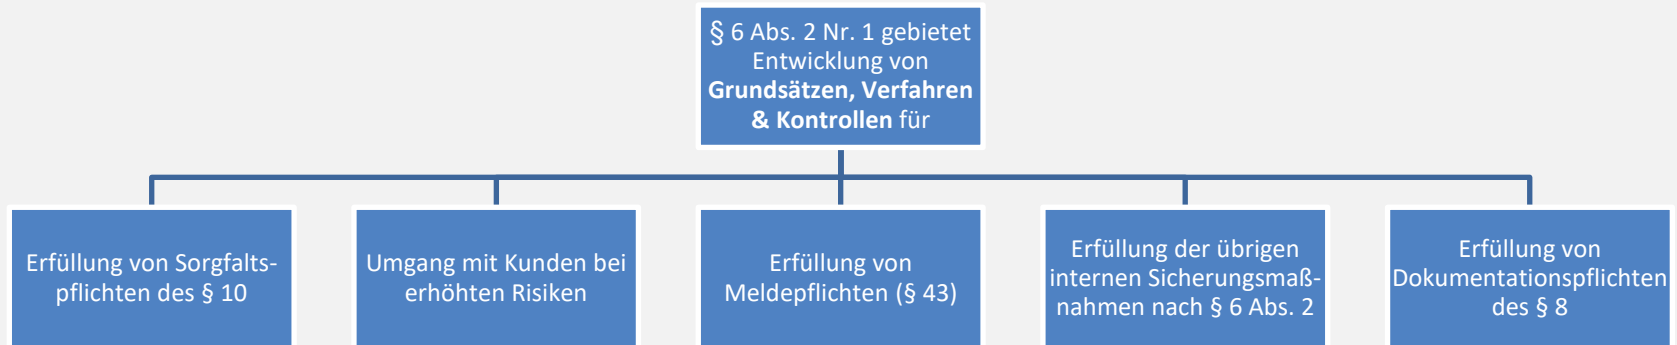 § 6 Abs. 2 Nr. 1 gebietet
Entwicklung von
Grundsätzen, Verfahren
& Kontrollen für
Erfüllung von Sorgfalts-
pflichten des § 10
Umgang mit Kunden bei
erhöhten Risiken
Erfüllung von
Meldepflichten (§ 43)
Erfüllung der übrigen
internen Sicherungsmaß-
nahmen nach § 6 Abs. 2
Erfüllung von
Dokumentationspflichten
des § 8